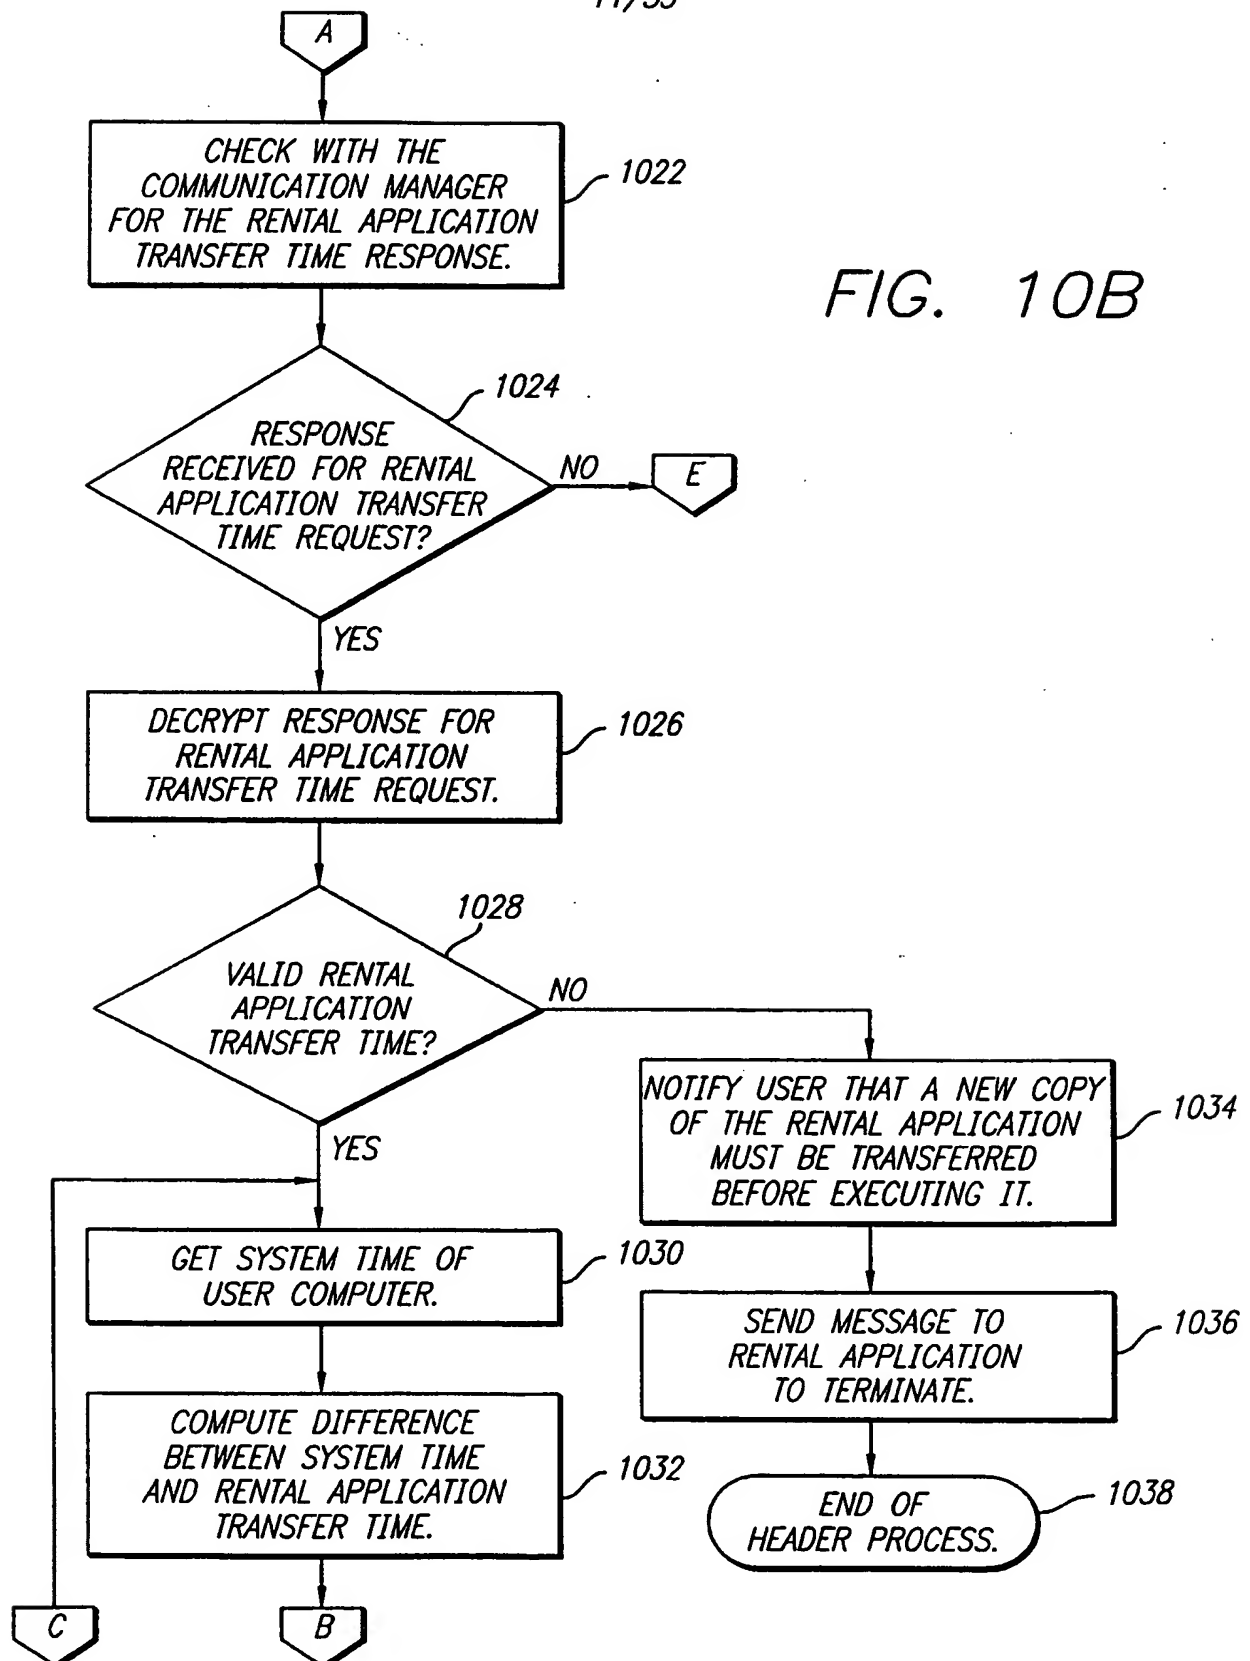 A
CHECK WITH THE
COMMUNICATION MANAGER
FOR THE RENTAL APPLICATION
TRANSFER TIME RESPONSE.
1022
FIG. 10B
RESPONSE
RECEIVED FOR RENTAL
APPLICATION TRANSFER
TIME REQUEST?
1024
NO
E
YES
DECRYPT RESPONSE FOR
RENTAL APPLICATION
TRANSFER TIME REQUEST.
1026
VALID RENTAL
APPLICATION
TRANSFER TIME?
1028
NO
YES
NOTIFY USER THAT A NEW COPY
OF THE RENTAL APPLICATION
MUST BE TRANSFERRED
BEFORE EXECUTING IT.
1034
GET SYSTEM TIME OF
USER COMPUTER.
1030
SEND MESSAGE TO
RENTAL APPLICATION
TO TERMINATE.
1036
COMPUTE DIFFERENCE
BETWEEN SYSTEM TIME
AND RENTAL APPLICATION
TRANSFER TIME.
1032
END OF
HEADER PROCESS.
1038
C
B